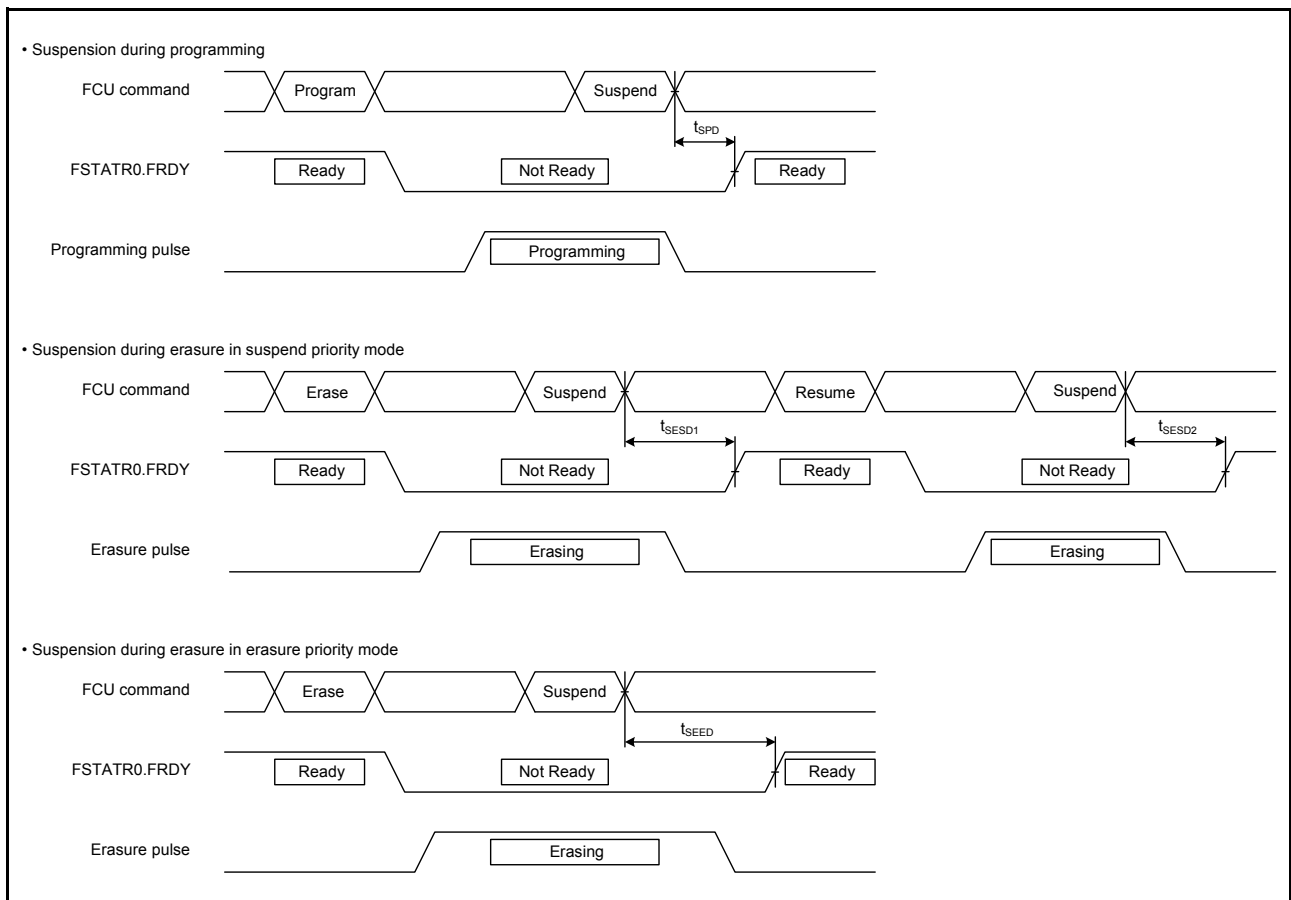 • Suspension during programming
FCU command
Program
Suspend
tSPD
FSTATR0.FRDY
Ready
Not Ready
Ready
Programming pulse
Programming
• Suspension during erasure in suspend priority mode
FCU command
Erase
Suspend
Resume
Suspend
tSESD1
tSESD2
FSTATR0.FRDY
Ready
Not Ready
Ready
Not Ready
Erasure pulse
Erasing
Erasing
• Suspension during erasure in erasure priority mode
FCU command
Erase
Suspend
tSEED
FSTATR0.FRDY
Ready
Not Ready
Ready
Erasure pulse
Erasing